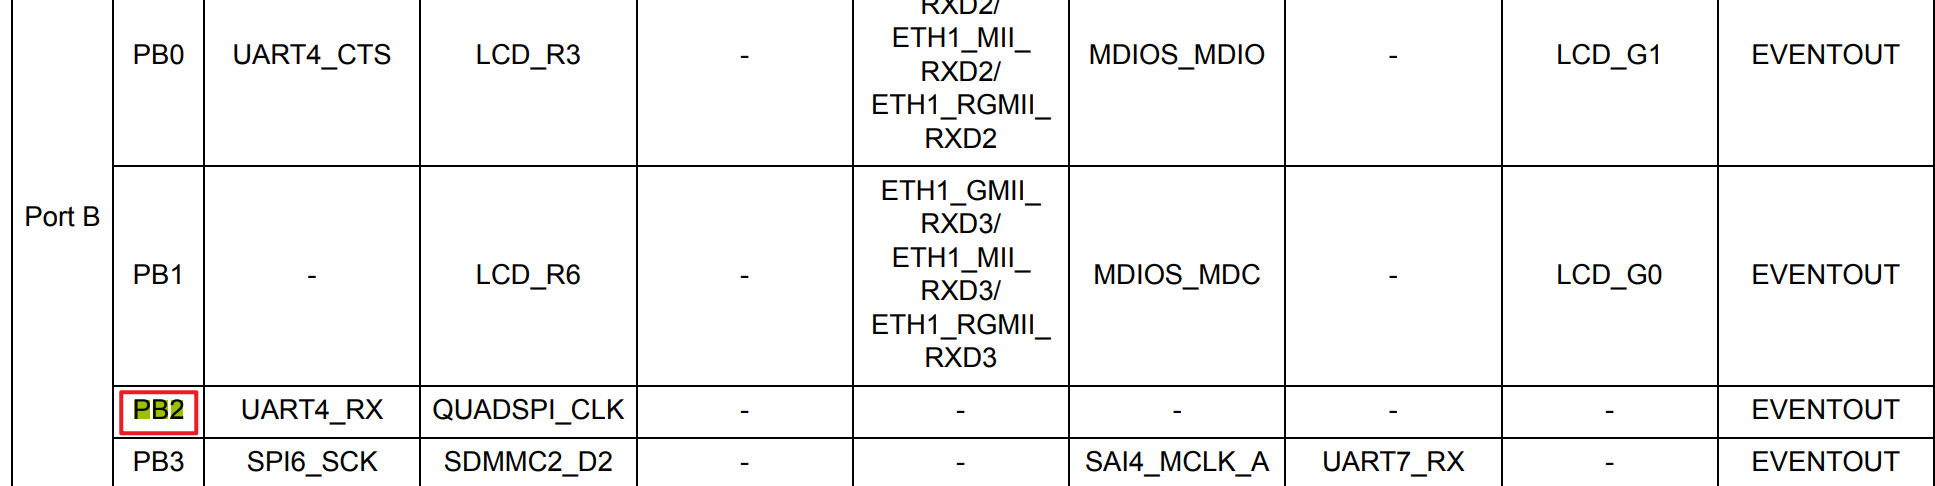 RXD2/
ETH1_MII_
RXD2/
ETH1_RGMII_
RXD2
PB0 UART4_CTS LCD_R3 - MDIOS_MDIO - LCD_G1 EVENTOUT
Port B
ETH1_GMII_
RXD3/
ETH1_MII_
RXD3/
ETH1_RGMII_
RXD3
PB1 - LCD_R6 - MDIOS_MDC - LCD_G0 EVENTOUT
PB2 UART4_RX QUADSPI_CLK - - - - - EVENTOUT
PB3 SPI6_SCK SDMMC2_D2 - - SAI4_MCLK_A UART7_RX - EVENTOUT